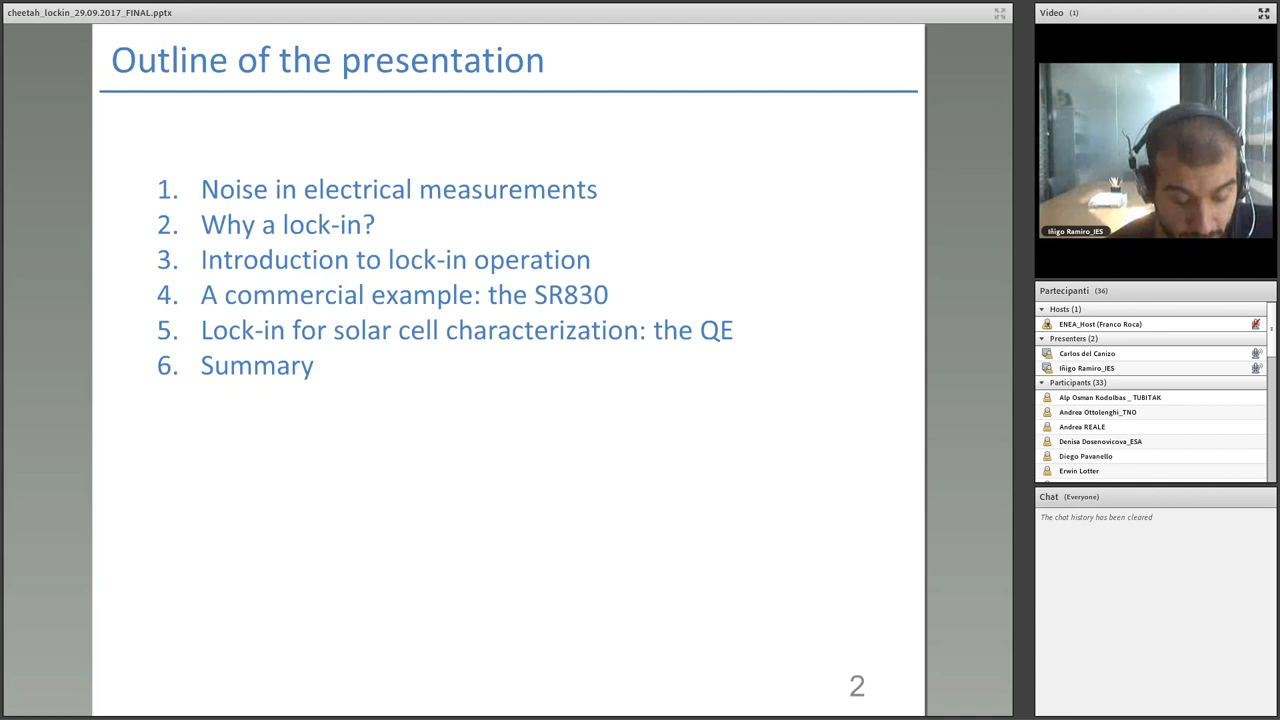 cheetah_lockin_29.09.2017_FINAL.pptx
Outline of the presentation
1. Noise in electrical measurements
2. Why a lock-in?
3. Introduction to lock-in operation
4. A commercial example: the SR830
5. Lock-in for solar cell characterization: the QE
6. Summary
2
Video (1)
Iñigo Ramiro_IES
Partecipanti (36)
Hosts (1)
ENEA_Host (Franco Roca)
Presenters (2)
Carlos del Canizo
Iñigo Ramiro_IES
Participants (33)
Alp Osman Kodolbas _ TUBITAK
Andrea Ottolenghi_TNO
Andrea REALE
Denisa Dosenovicova_ESA
Diego Pavanello
Erwin Lotter
Chat (Everyone)
The chat history has been cleared